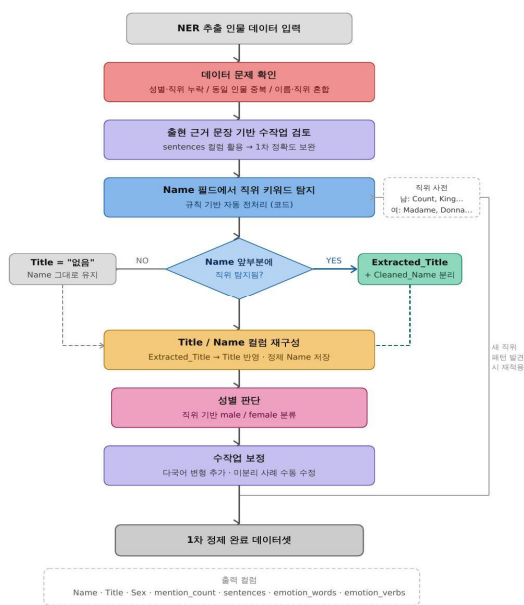 NER 추출 인물 데이터 입력
데이터 문제 확인
성별·직위 누락 / 동일 인물 중복 / 이름·직위 혼합
출현 근거 문장 기반 수작업 검토
sentences 컬럼 활용 → 1차 정확도 보완
Name 필드에서 직위 키워드 탐지
규칙 기반 자동 전처리 (코드)
직위 사전
남: Count, King...
여: Madame, Donna...
Title = "없음"
Name 그대로 유지
NO
Name 앞부분에
직위 탐지됨?
YES
Extracted_Title
+ Cleaned_Name 분리
Title / Name 컬럼 재구성
Extracted_Title → Title 반영 · 정제 Name 저장
새 직위
패턴 발견
시 재적용
성별 판단
직위 기반 male / female 분류
수작업 보정
다국어 변형 추가 · 미분리 사례 수동 수정
1차 정제 완료 데이터셋
출력 컬럼
Name · Title · Sex · mention_count · sentences · emotion_words · emotion_verbs